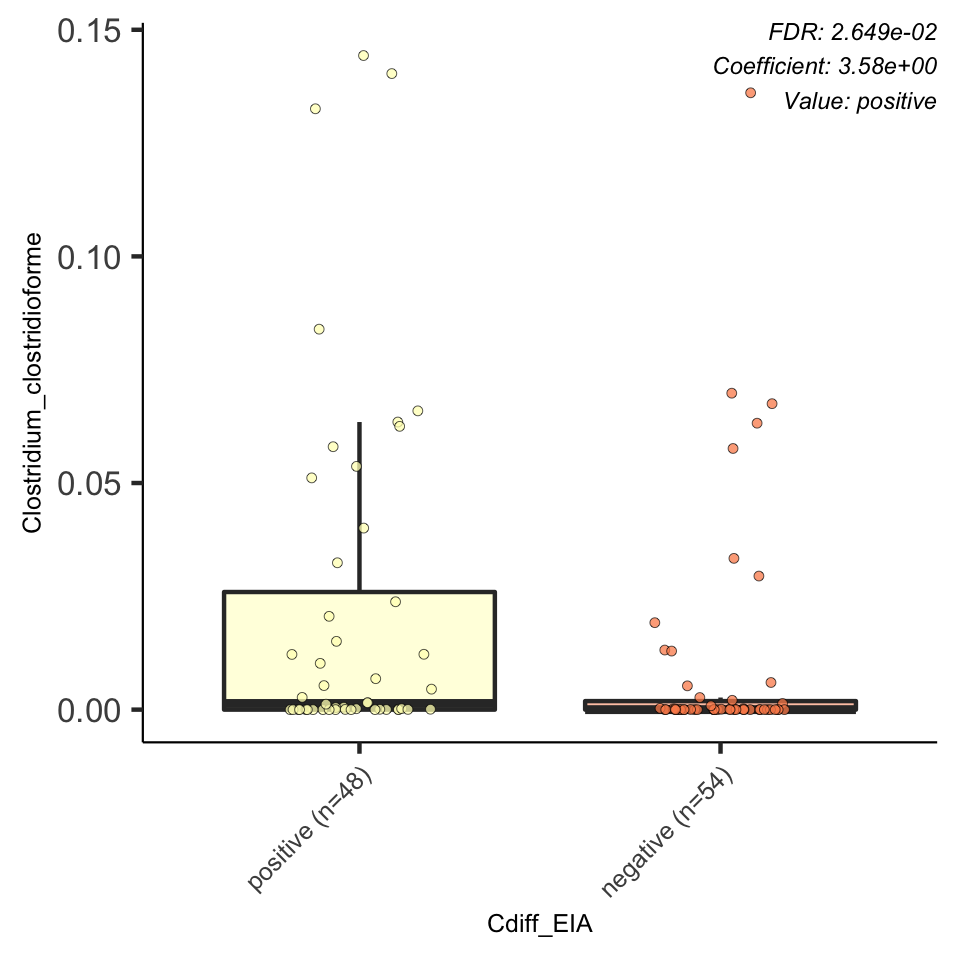 FDR: 2.649e-02
Coefficient: 3.58e+00
Value: positive
0.15
0.10
0.05
0.00
Clostridium_clostridioforme
positive (n=48)
negative (n=54)
Cdiff_EIA